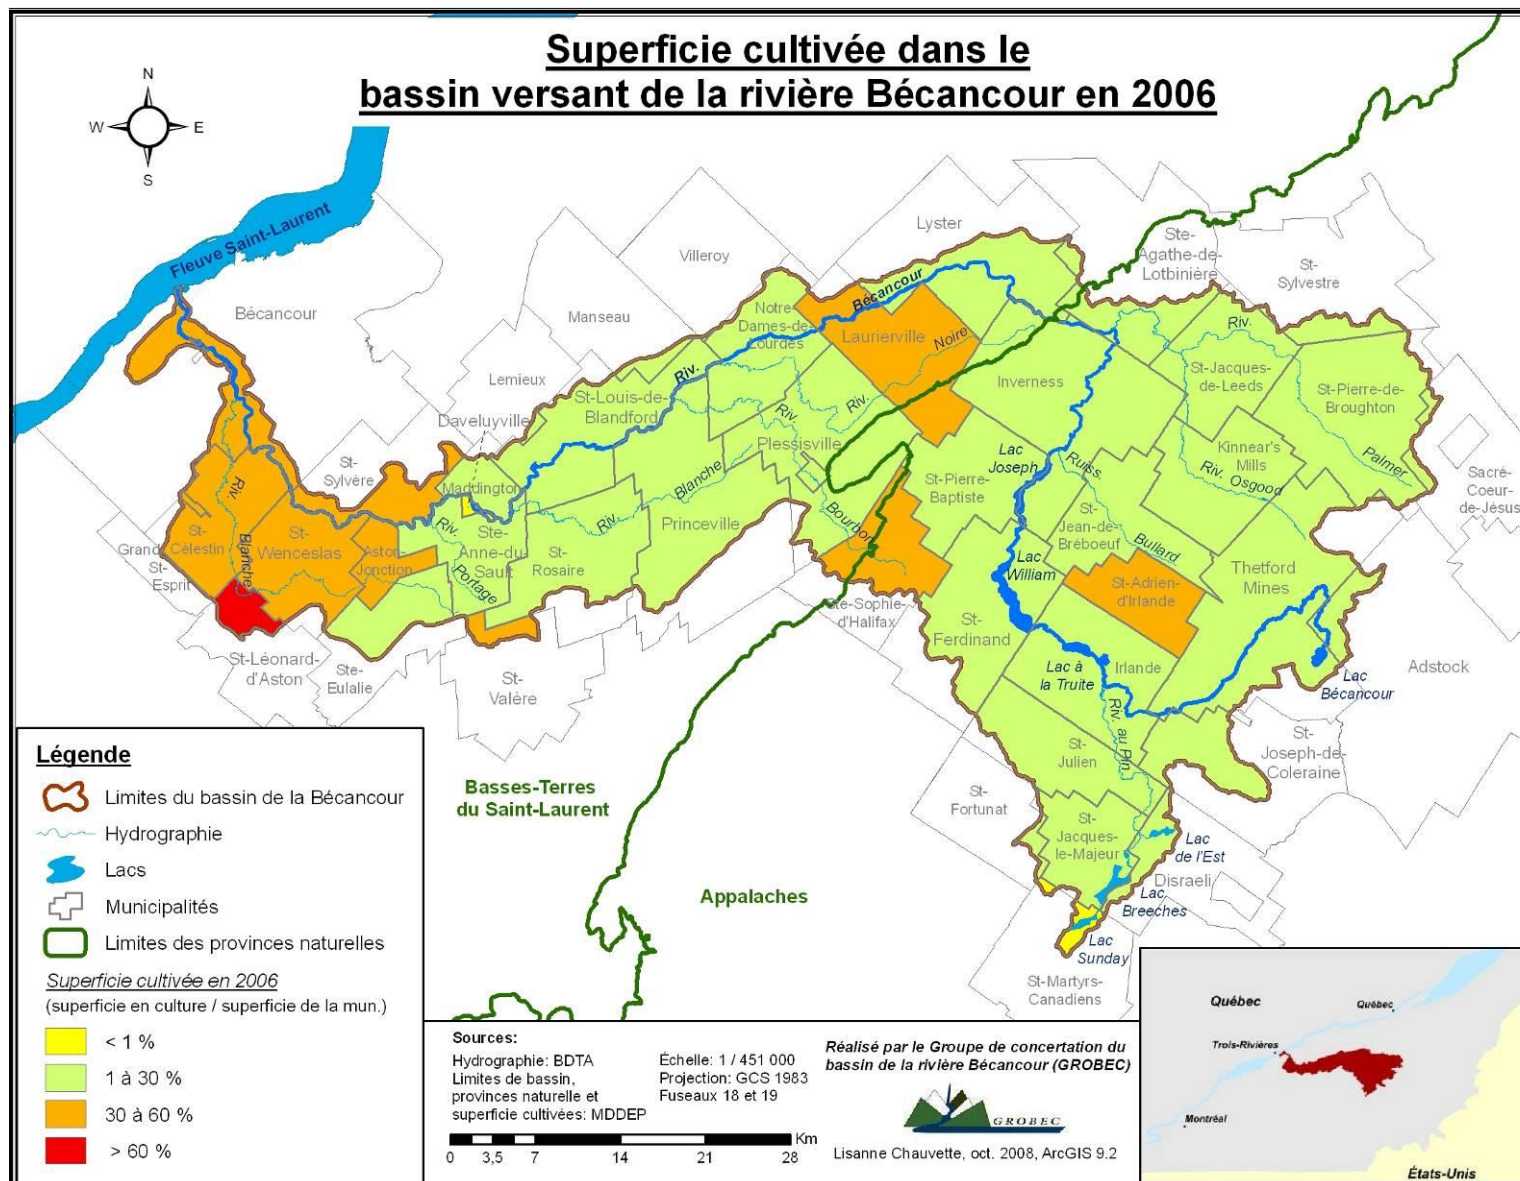 Superficie cultivée dans le
bassin versant de la rivière Bécancour en 2006
N
W
E
S
Fleuve Saint-Laurent
Bécancour
Lyster
Ste-
Agathe-de-
Lotbinière
St-
Sylvestre
Villeroy
Manseau
Lemieux
Daveluyville
St-
Sylvère
Notre-
Dames-de-
Lourdes
Bécancour
Laurierville
Riv. Noire
Riv.
St-Louis-de-
Blandford
Inverness
Riv.
St-Jacques-
de-Leeds
St-Pierre-de-
Broughton
Palmer
Kinnear's
Mills
Riv. Osgood
Sacré-
Coeur-
de-Jésus
Plessisville
Riv.
Bourbon
Riv.
Blanche
Princeville
Maddington
Riv.
Portage
Ste-
Anne-du-
Sault
St-
Rosaire
Riv.
Blanche
St-
Célestin
Grand
St-
Esprit
St-
Wenceslas
Aston-
Jonction
St-Léonard-
d'Aston
Ste-
Eulalie
St-
Valère
Lac
Joseph
St-Pierre-
Baptiste
Ruiss.
Bullard
St-
Jean-de-
Bréboeuf
Lac
William
St-Adrien-
d'Irlande
Thetford
Mines
Ste-Sophie-
d'Halifax
St-
Ferdinand
Lac à
la Truite
Irlande
Lac
Bécancour
Adstock
Riv. au Pin
St-
Julien
St-
Joseph-de-
Coleraine
St-
Fortunat
St-
Jacques-
le-Majeur
Lac
de l'Est
Disraeli
Lac
Breeches
Lac
Sunday
St-Martyrs-
Canadiens
Basses-Terres
du Saint-Laurent
Appalaches
Légende
Limites du bassin de la Bécancour
Hydrographie
Lacs
Municipalités
Limites des provinces naturelles
Superficie cultivée en 2006
(superficie en culture / superficie de la mun.)
< 1 %
1 à 30 %
30 à 60 %
> 60 %
Sources:
Hydrographie: BDTA
Limites de bassin,
provinces naturelle et
superficie cultivées: MDDEP
Échelle: 1 / 451 000
Projection: GCS 1983
Fuseaux 18 et 19
0 3,5 7 14 21 28 Km
Réalisé par le Groupe de concertation du
bassin de la rivière Bécancour (GROBEC)
GROBEC
Lisanne Chauvette, oct. 2008, ArcGIS 9.2
Québec
Québec
Trois-Rivières
Montréal
États-Unis